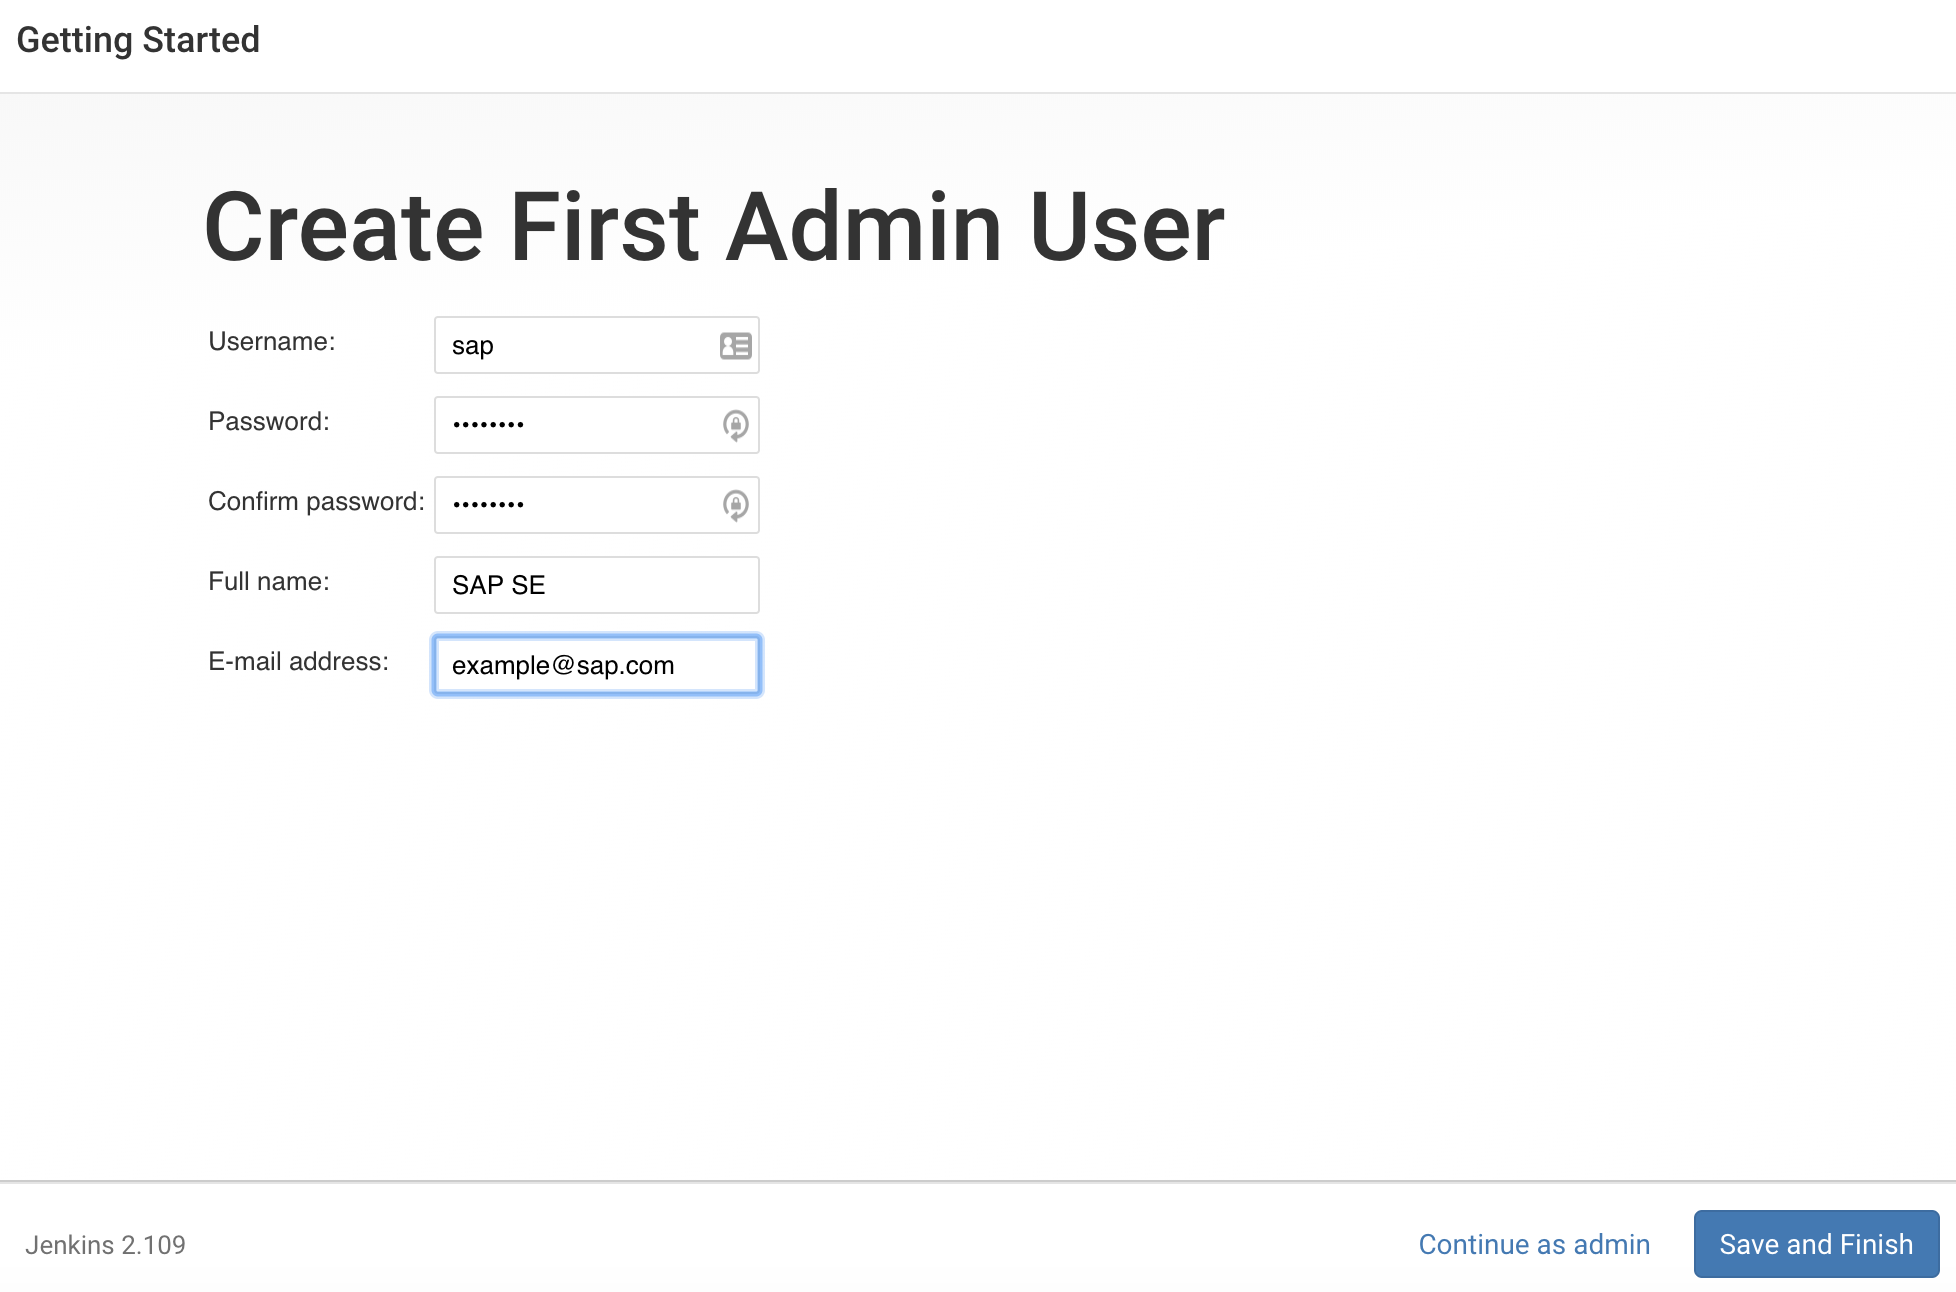 Getting Started
Create First Admin User
Username: sap
Password: ••••••••
Confirm password: ••••••••
Full name: SAP SE
E-mail address: example@sap.com
Jenkins 2.109 Continue as admin Save and Finish